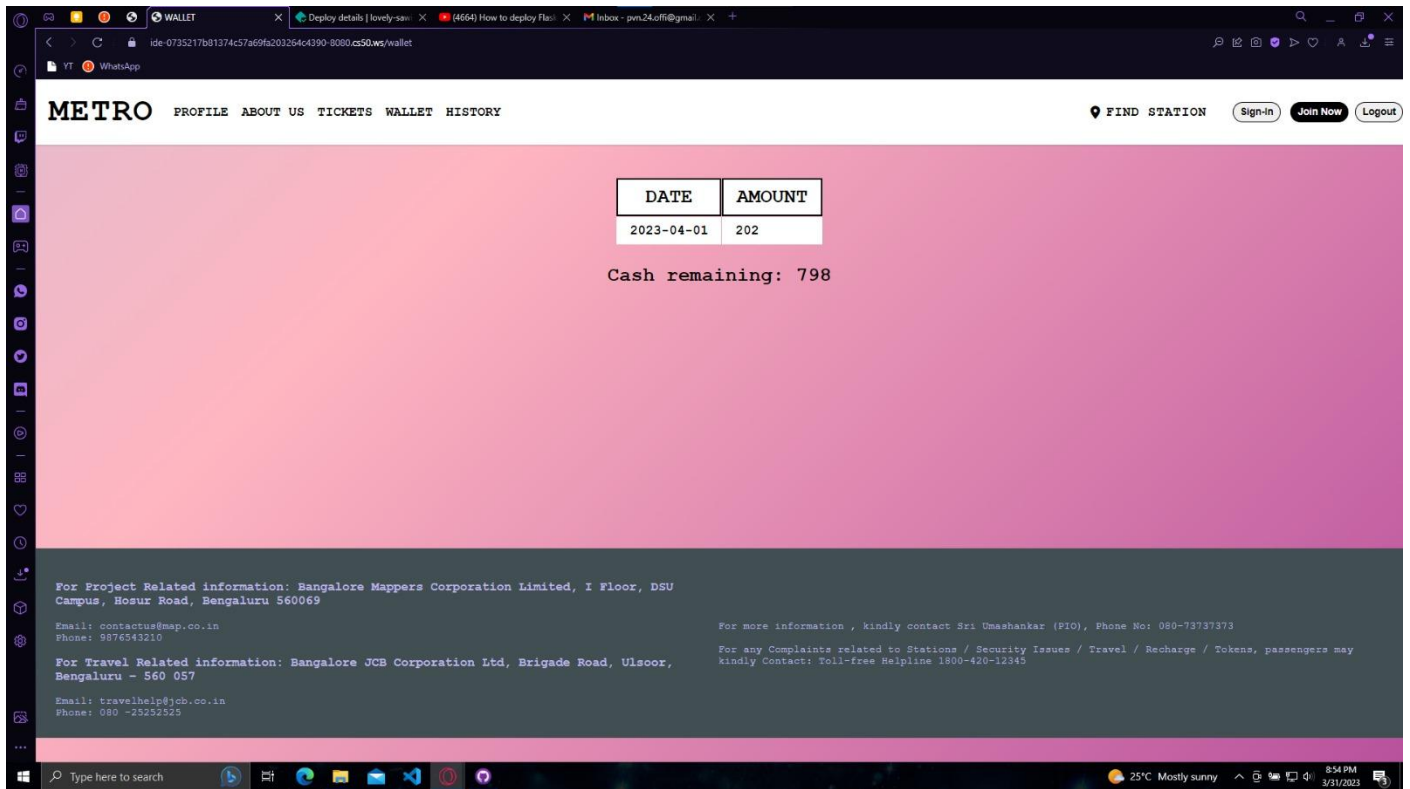 WALLET
Deploy details | lovely-saw
(4664) How to deploy Flask
Inbox - pvn.24.offi@gmail.
ide-0735217b81374c57a69fa203264c4390-8080.cs50.ws/wallet
YT
WhatsApp
METRO PROFILE ABOUT US TICKETS WALLET HISTORY FIND STATION Sign-In Join Now Logout
DATE AMOUNT
2023-04-01 202
Cash remaining: 798
For Project Related information: Bangalore Mappers Corporation Limited, I Floor, DSU
Campus, Hosur Road, Bengaluru 560069
Email: contactus@map.co.in
Phone: 9876543210
For Travel Related information: Bangalore JCB Corporation Ltd, Brigade Road, Ulsoor,
Bengaluru - 560 057
Email: travelhelp@jcb.co.in
Phone: 080 -25252525
For more information , kindly contact Sri Umashankar (PIO), Phone No: 080-73737373
For any Complaints related to Stations / Security Issues / Travel / Recharge / Tokens, passengers may
kindly Contact: Toll-free Helpline 1800-420-12345
Type here to search
25°C Mostly sunny
8:54 PM
3/31/2023
3